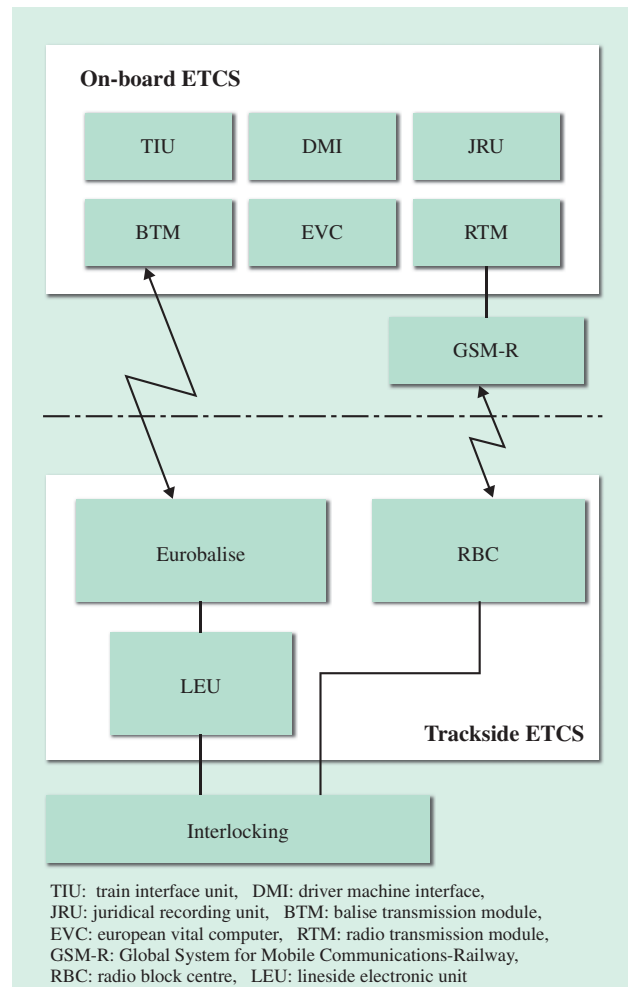 On-board ETCS
TIU DMI JRU
BTM EVC RTM
GSM-R
Eurobalise RBC
LEU
Trackside ETCS
Interlocking
TIU: train interface unit, DMI: driver machine interface,
JRU: juridical recording unit, BTM: balise transmission module,
EVC: european vital computer, RTM: radio transmission module,
GSM-R: Global System for Mobile Communications-Railway,
RBC: radio block centre, LEU: lineside electronic unit